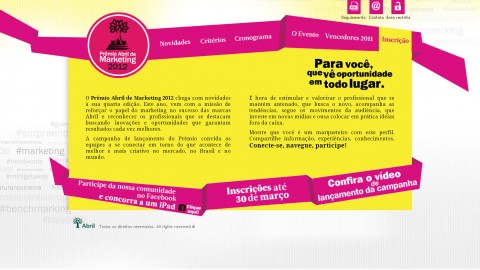 Regulamento Contato Área restrita
Prêmio Abril de
Marketing
2012
Novidades Critérios Cronograma O Evento Vencedores 2011 Inscrição
Para você,
que vê oportunidade
em todo lugar.
O Prêmio Abril de Marketing 2012 chega com novidades
à sua quarta edição. Este ano, vem com a missão de
reforçar o papel do marketing no sucesso das marcas
Abril e reconhecer os profissionais que se destacam
buscando inovações e oportunidades que garantam
resultados cada vez melhores.
A campanha de lançamento do Prêmio convida as
equipes a se conectar em torno do que acontece de
melhor e mais criativo no mercado, no Brasil e no
mundo.
É hora de estimular e valorizar o profissional que se
mantém antenado, que busca o novo, acompanha as
tendências, segue os movimentos da audiência, que
investe em novas mídias e ousa colocar em prática ideias
fora da caixa.
Mostre que você é um marqueteiro com esse perfil.
Compartilhe informação, experiências, conhecimentos.
Conecte-se, navegue, participe!
#marketing
#benchmarking
Participe da nossa comunidade
no Facebook
e concorra a um iPad
Clique
aqui!
Inscrições até
30 de março
Confira o vídeo
de
lançamento da campanha
Abril Todos os direitos reservados. All rights reserved ®